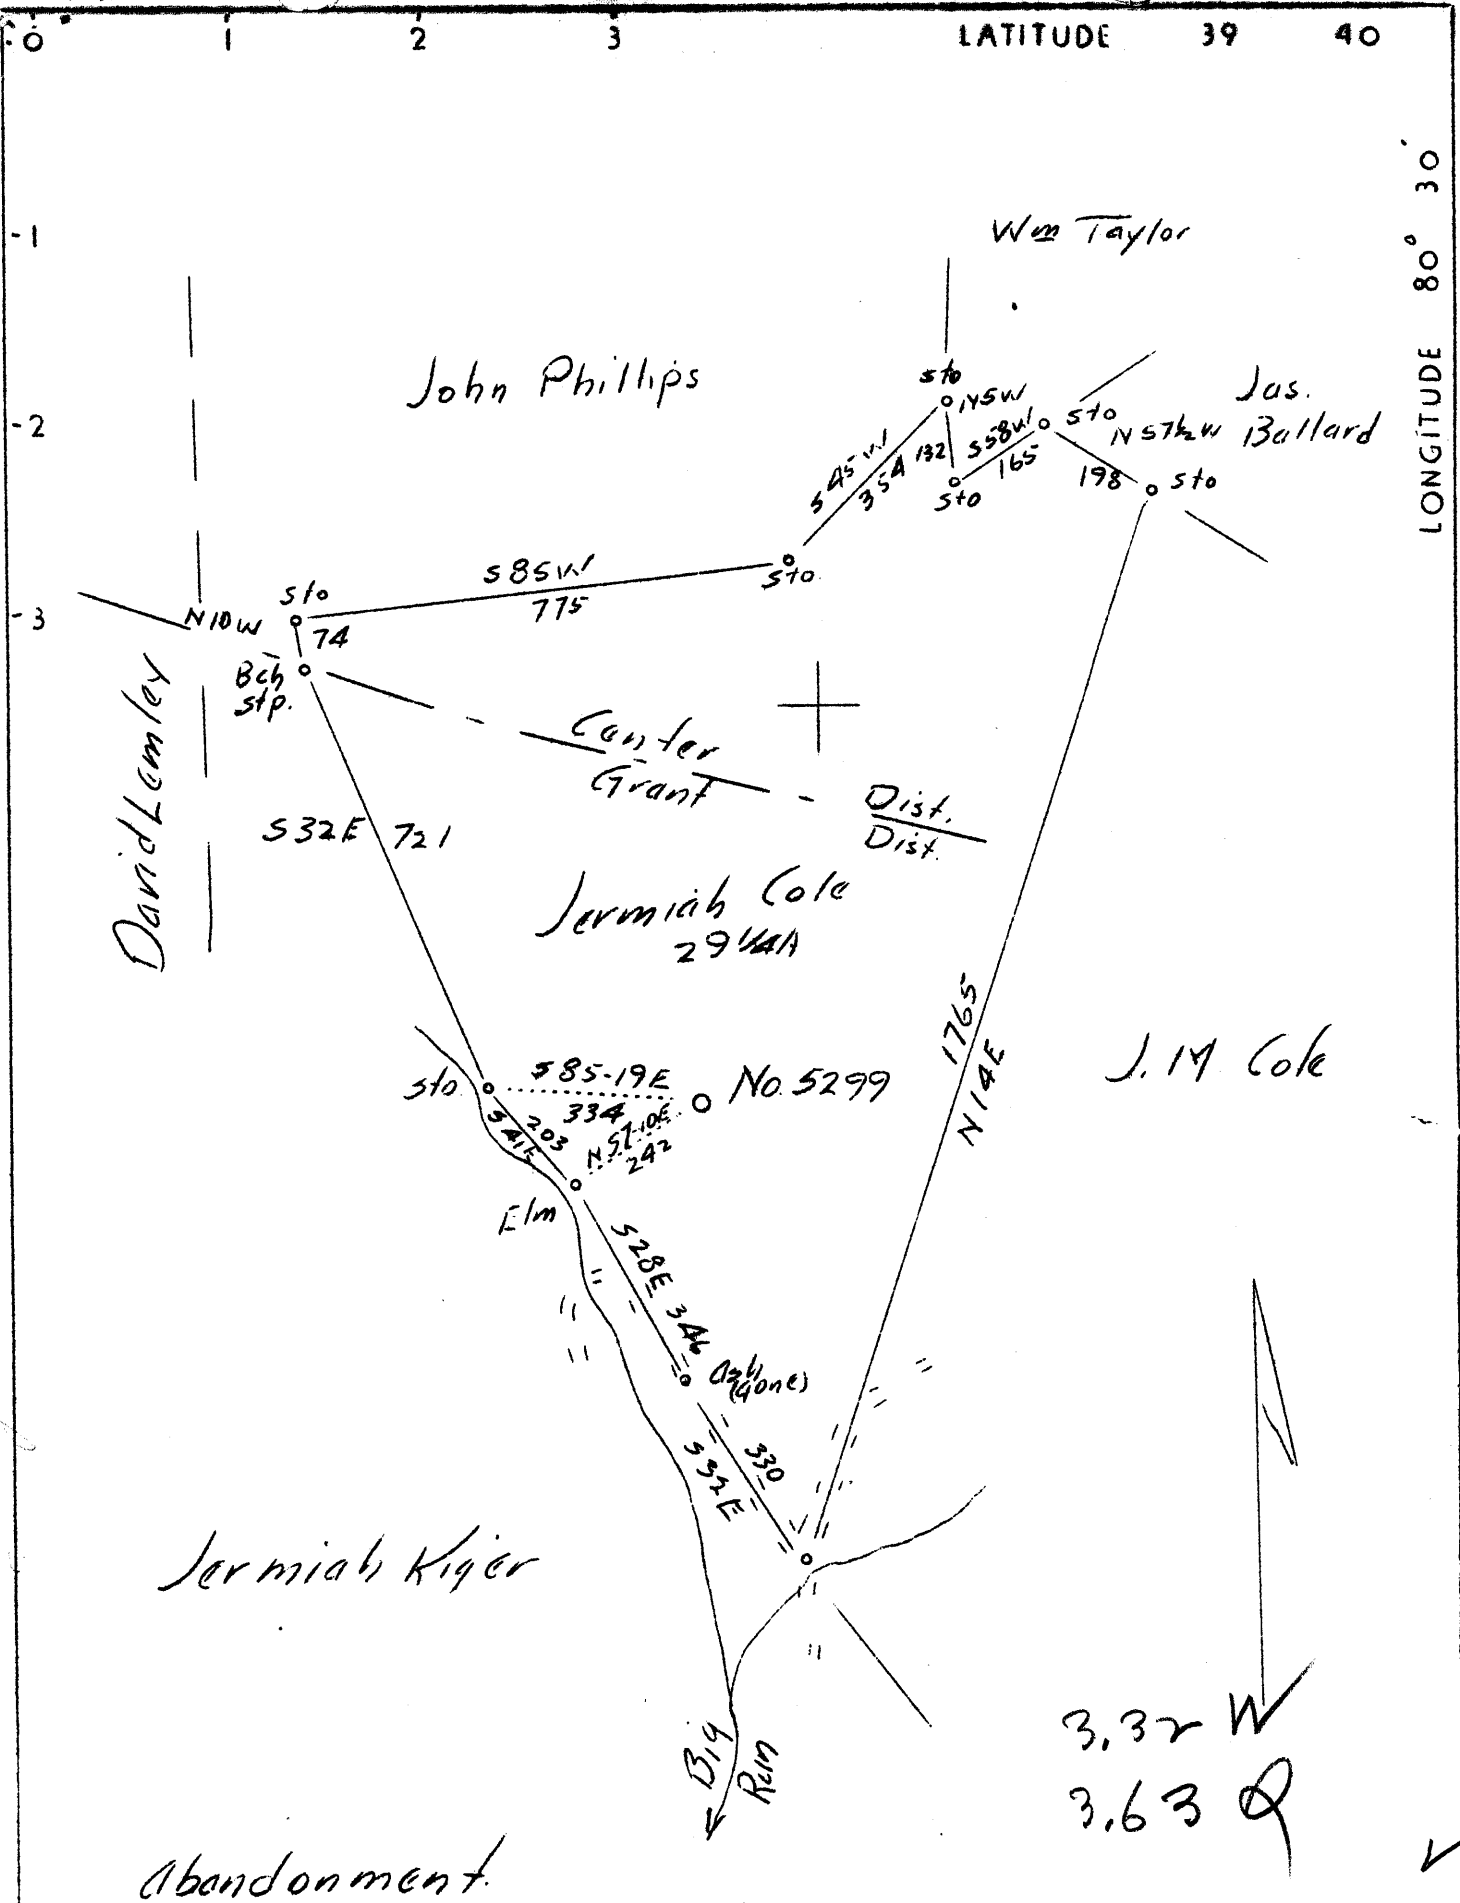 0 1 2 3 LATITUDE 39 40
LONGITUDE 80° 30
-1
-2
-3
Wm Taylor
John Phillips
Jas.
Ballard
sto
N5W
132
S45W
354
sto
S58W
165
sto
N57½W
198
sto
S85W
775
sto
sto
N10W
74
Bch
stp.
David Lemley
Center
Grant
Dist.
Dist.
S32E 721
Jermiah Cole
29¼A
1765
N14E
J. M Cole
sto
S85-19E
334
No. 5299
203
S41E
N57-10E
242
Elm
S28E 346
Ash
(gone)
330
S32E
Jermiah Kiger
Big
Run
3.32 W
3.63 Q
Abandonment.